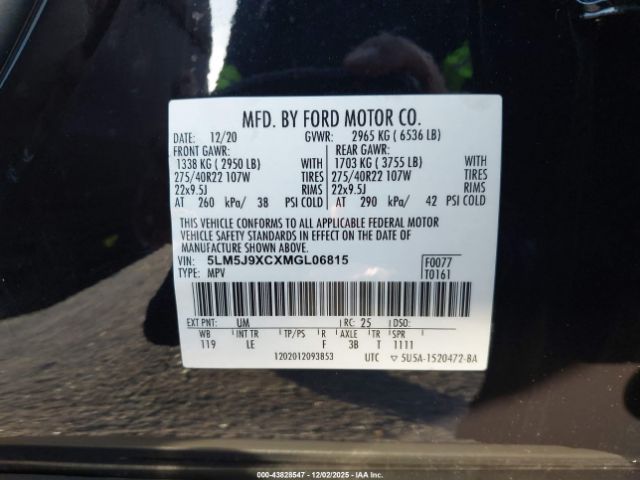 MFD. BY FORD MOTOR CO.
DATE: 12/20 GVWR: 2965 KG ( 6536 LB)
FRONT GAWR: REAR GAWR:
1338 KG ( 2950 LB) WITH 1703 KG ( 3755 LB) WITH
275/40R22 107W TIRES 275/40R22 107W TIRES
22x9.5J RIMS 22x9.5J RIMS
AT 260 kPa/ 38 PSI COLD AT 290 kPa/ 42 PSI COLD
THIS VEHICLE CONFORMS TO ALL APPLICABLE FEDERAL MOTOR
VEHICLE SAFETY STANDARDS IN EFFECT ON THE DATE OF
MANUFACTURE SHOWN ABOVE.
VIN: 5LM5J9XCXMGL06815 F0077
TYPE: MPV T0161
EXT PNT: UM RC: 25 DSO:
WB INT TR TP/PS R AXLE TR SPR
119 LE F 3B T 1111
1202012093853 UTC ▽ 5U5A-1520472-BA
000-43828547 - 12/02/2025 - IAA Inc.